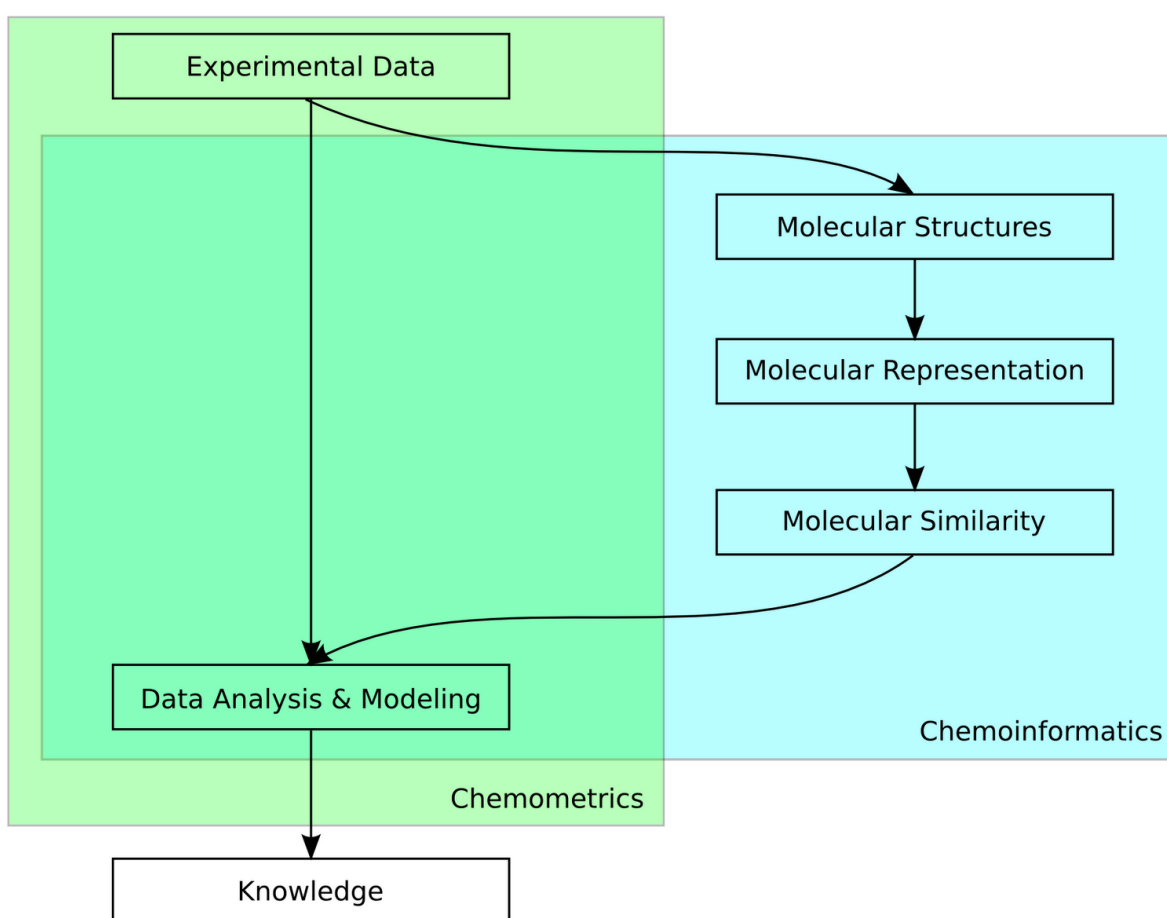 Experimental Data
Molecular Structures
Molecular Representation
Molecular Similarity
Data Analysis & Modeling
Chemoinformatics
Chemometrics
Knowledge